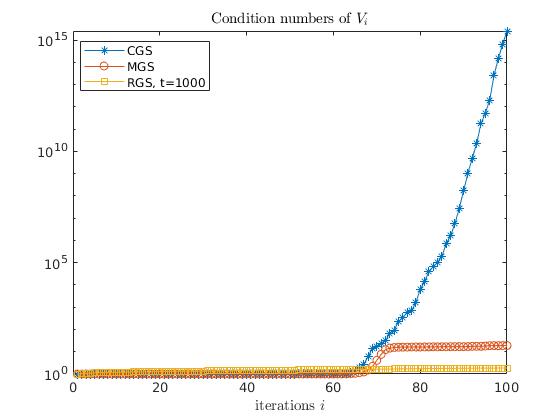 Condition numbers of V_i
10^15
CGS
MGS
RGS, t=1000
10^10
10^5
10^0
0 20 40 60 80 100
iterations i